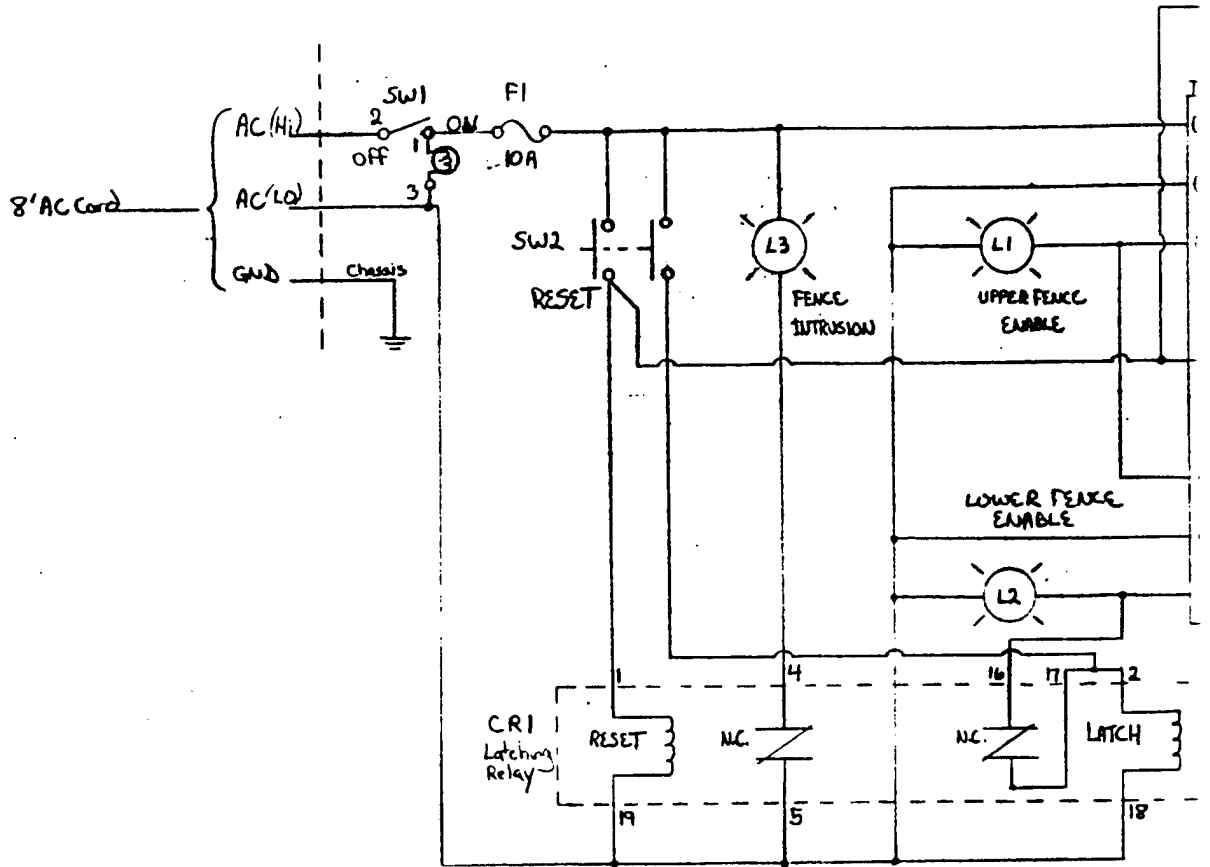 SW1
F1
AC (Hi)
2
1
ON
OFF
10A
8' AC Cord
AC (LO)
3
GND
Chassis
SW2
RESET
L3
FENCE
INTRUSION
L1
UPPER FENCE
ENABLE
LOWER FENCE
ENABLE
L2
1
4
16
17
2
CR1
Latching
Relay
RESET
N.C.
N.C.
LATCH
19
5
18